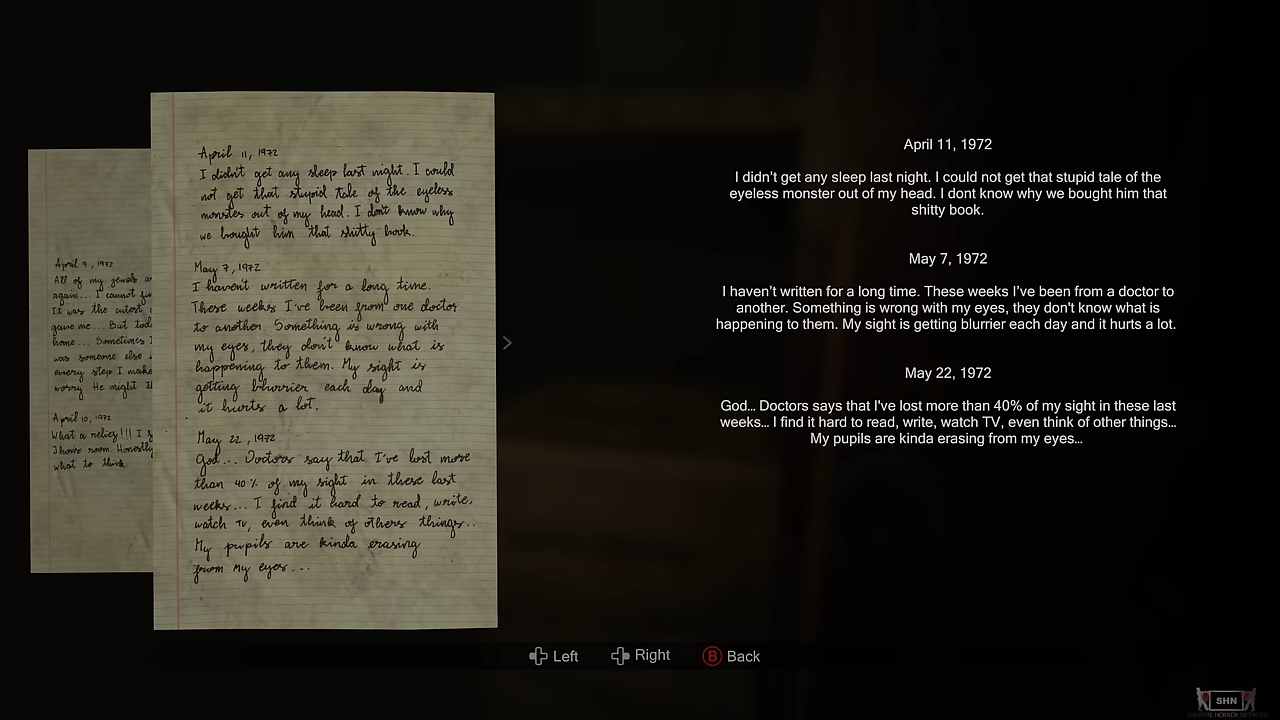 April 9, 1972
All of my jewels a
again... I cannot fi
It was the cutest
gave me... But tod
home... Sometimes I
was someone else
every step I make
worry. He might t
April 10, 1972
What a relief!!! I
room. Honestly
what to think.
April 11, 1972
I didn't get any sleep last night. I could
not get that stupid tale of the eyeless
monster out of my head. I dont know why
we bought him that shitty book.
May 7, 1972
I haven't written for a long time.
These weeks I've been from one doctor
to another. Something is wrong with
my eyes, they don't know what is
happening to them. My sight is
getting blurrier each day and
it hurts a lot.
May 22, 1972
God... Doctors say that I've lost more
than 40% of my sight in these last
weeks... I find it hard to read, write,
watch TV, even think of others things..
My pupils are kinda erasing
from my eyes...
April 11, 1972
I didn't get any sleep last night. I could not get that stupid tale of the
eyeless monster out of my head. I dont know why we bought him that
shitty book.
May 7, 1972
I haven't written for a long time. These weeks I've been from a doctor to
another. Something is wrong with my eyes, they don't know what is
happening to them. My sight is getting blurrier each day and it hurts a lot.
May 22, 1972
God... Doctors says that I've lost more than 40% of my sight in these last
weeks... I find it hard to read, write, watch TV, even think of other things...
My pupils are kinda erasing from my eyes...
Left Right B Back
SHN